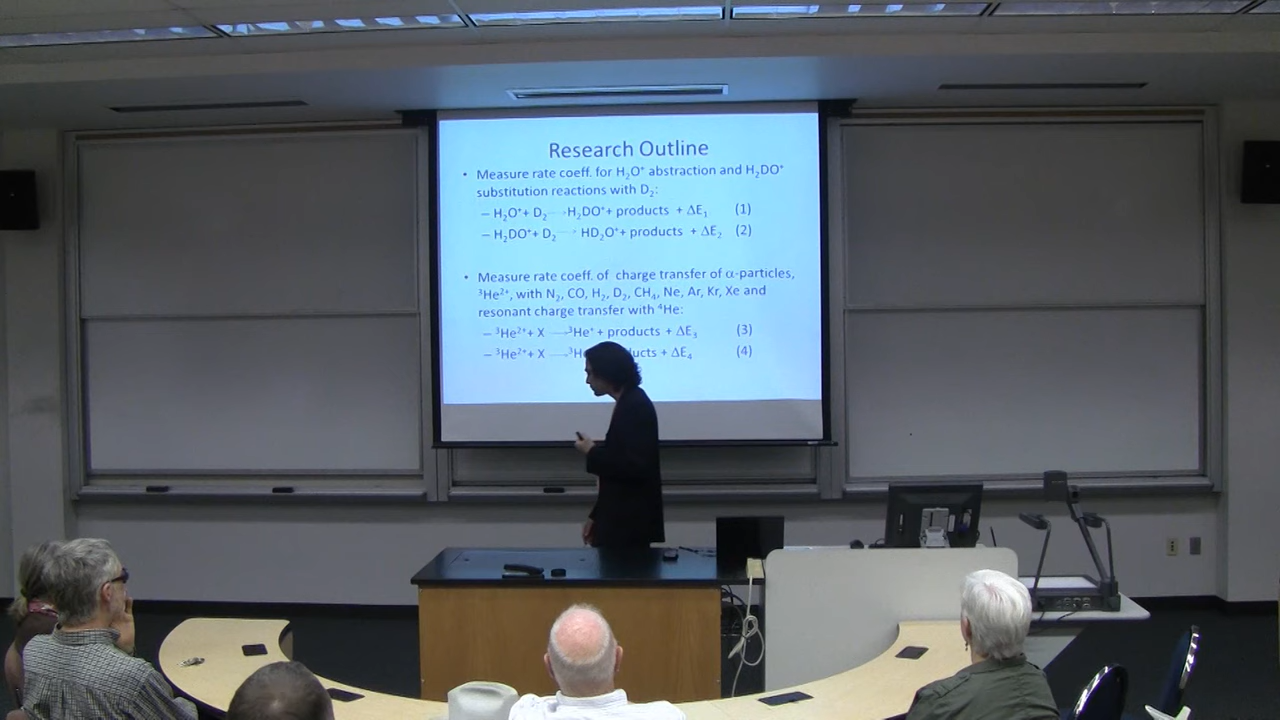 Research Outline
• Measure rate coeff. for H₂O⁺ abstraction and H₂DO⁺
substitution reactions with D₂:
– H₂O⁺+ D₂ → H₂DO⁺+ products + ΔE₁ (1)
– H₂DO⁺+ D₂ → HD₂O⁺+ products + ΔE₂ (2)
• Measure rate coeff. of charge transfer of α-particles,
³He²⁺, with N₂, CO, H₂, D₂, CH₄, Ne, Ar, Kr, Xe and
resonant charge transfer with ⁴He:
– ³He²⁺+ X → ³He⁺ + products + ΔE₃ (3)
– ³He²⁺+ X → + ΔE₄ (4)